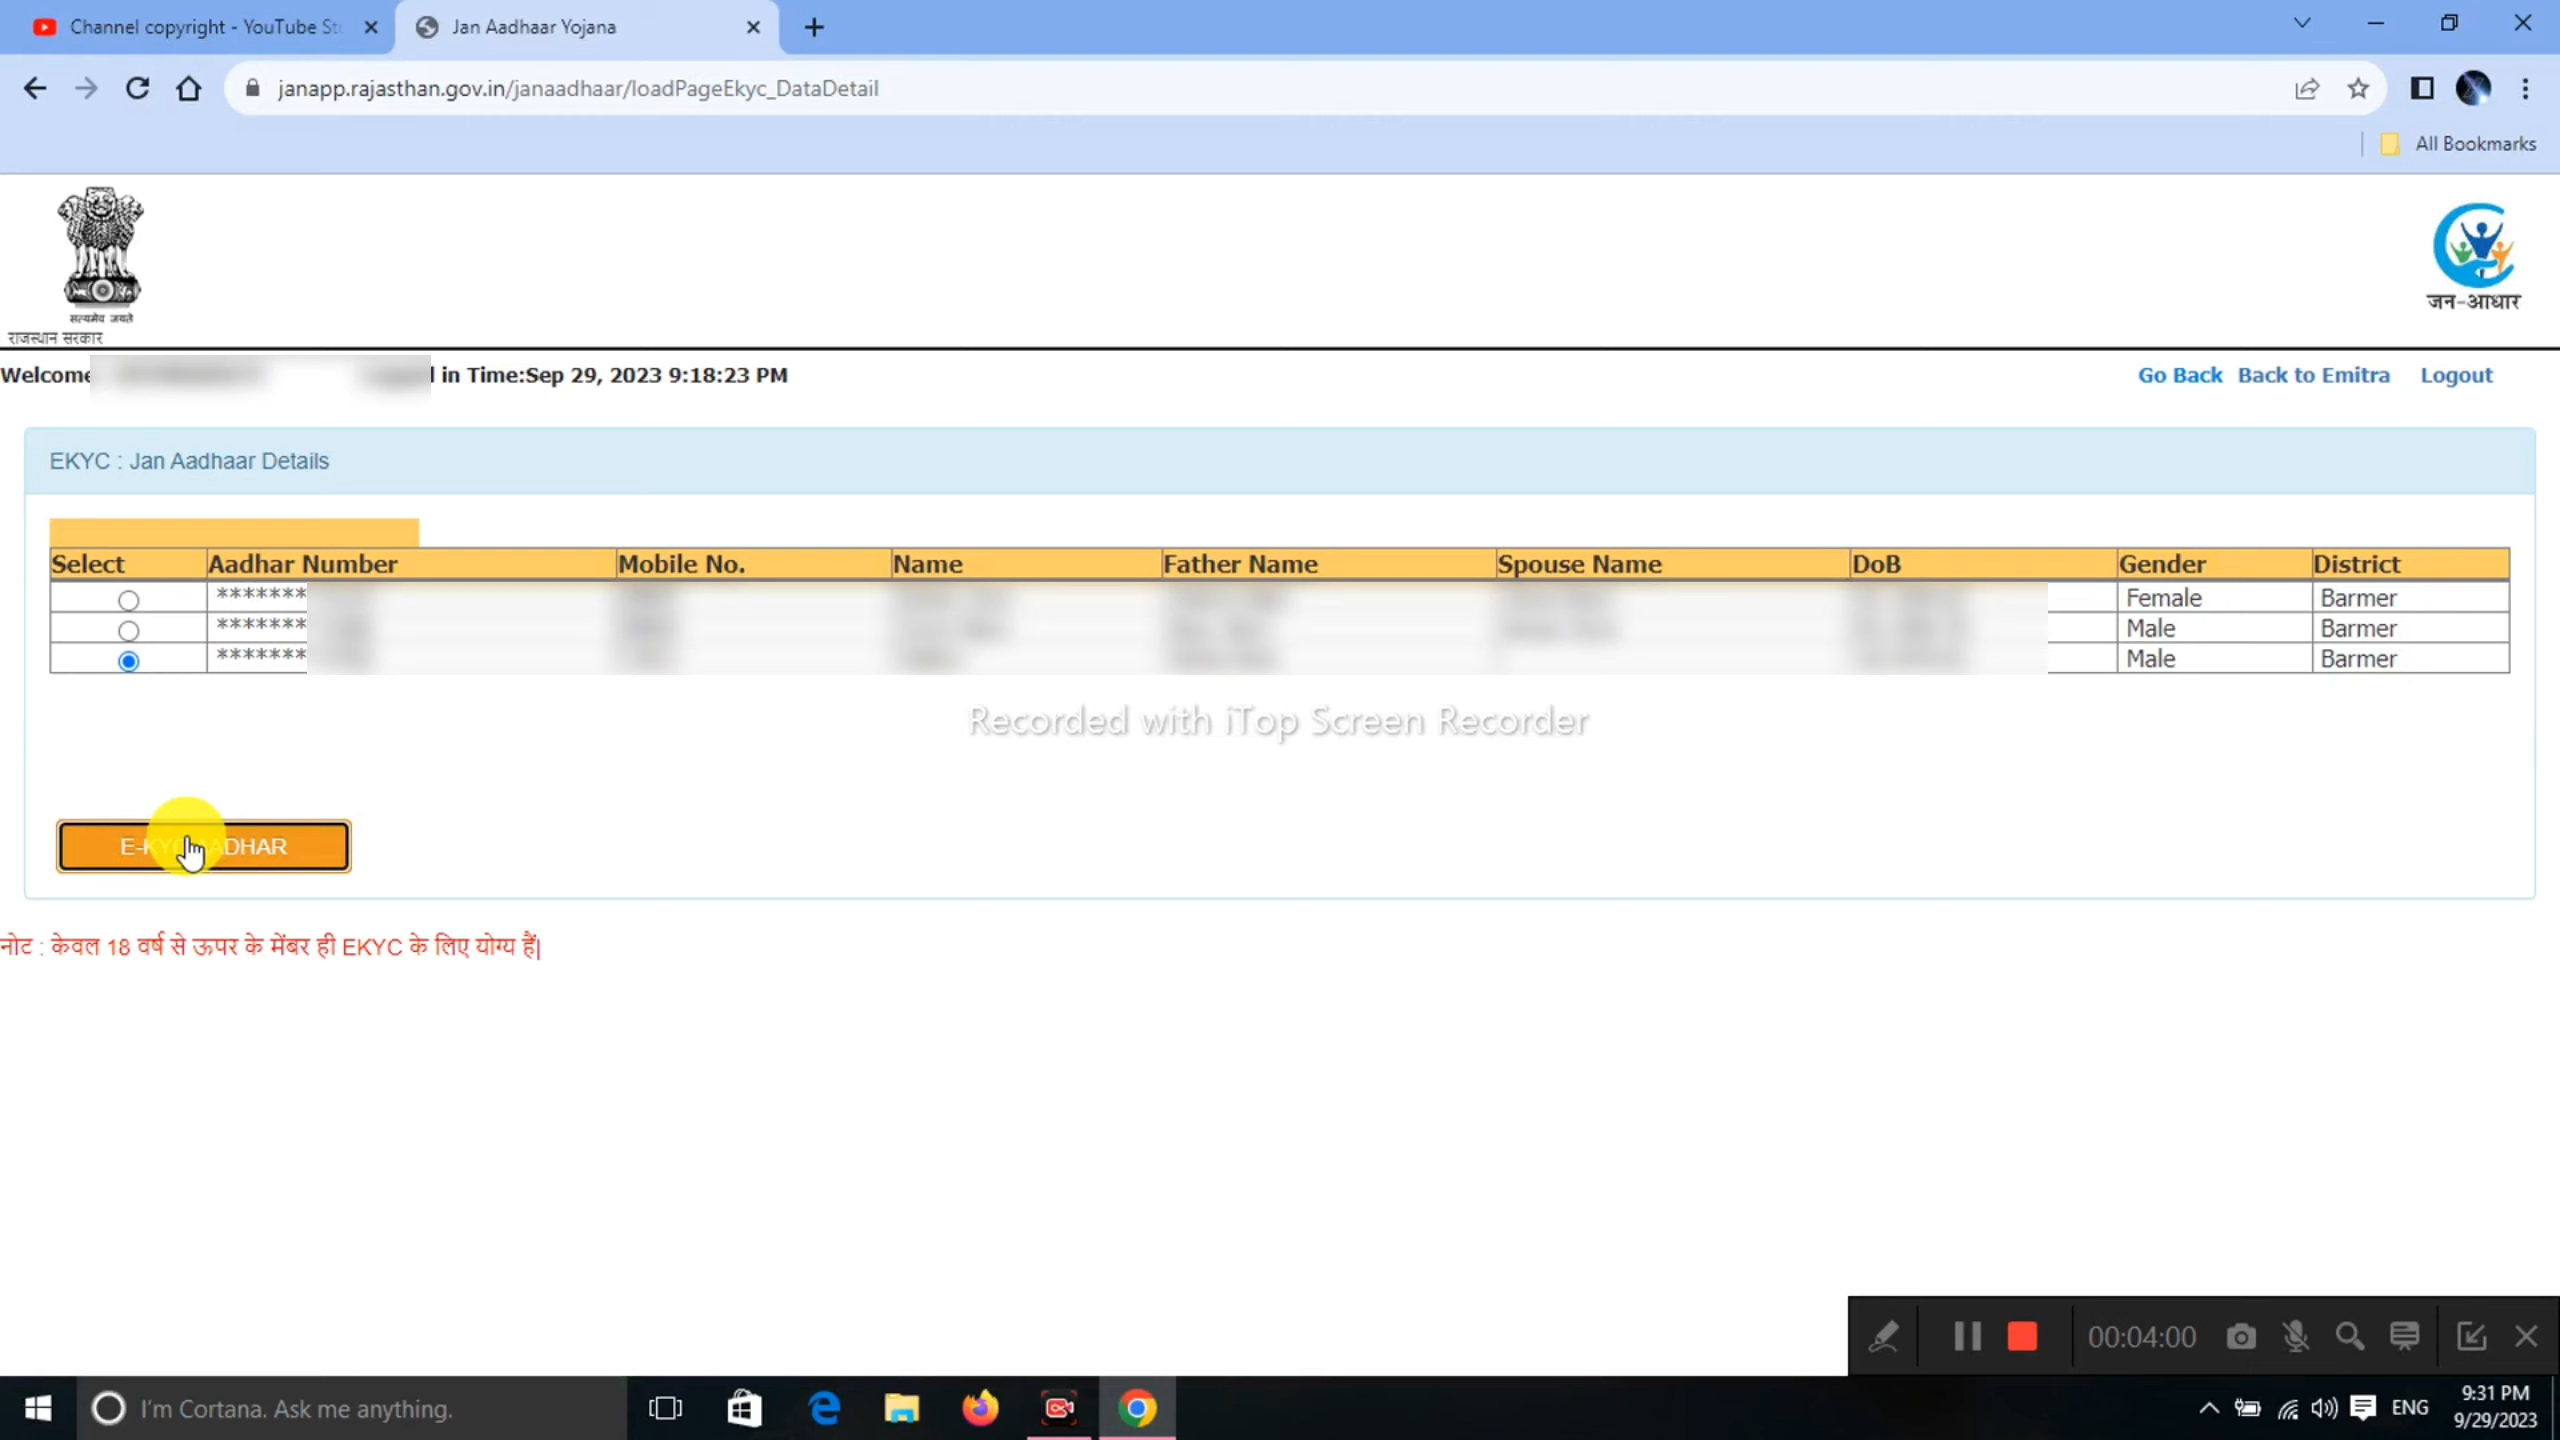 Channel copyright - YouTube St
Jan Aadhaar Yojana
janapp.rajasthan.gov.in/janaadhaar/loadPageEkyc_DataDetail
All Bookmarks
सत्यमेव जयते
राजस्थान सरकार
जन-आधार
Welcome in Time:Sep 29, 2023 9:18:23 PM
Go Back Back to Emitra Logout
EKYC : Jan Aadhaar Details
Select Aadhar Number Mobile No. Name Father Name Spouse Name DoB Gender District
******* Female Barmer
******* Male Barmer
******* Male Barmer
Recorded with iTop Screen Recorder
E-KYC AADHAR
नोट : केवल 18 वर्ष से ऊपर के मेंबर ही EKYC के लिए योग्य हैं|
00:04:00
I'm Cortana. Ask me anything.
ENG
9:31 PM
9/29/2023